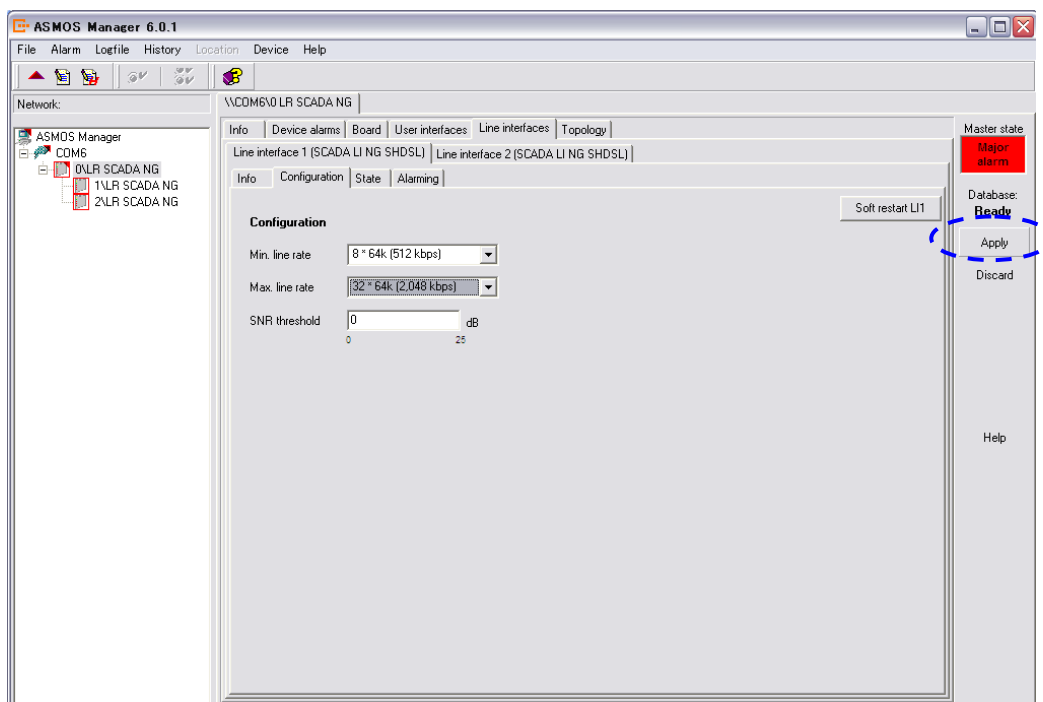 ASMOS Manager 6.0.1
File Alarm Logfile History Location Device Help
Network:
ASMOS Manager
COM6
0\LR SCADA NG
1\LR SCADA NG
2\LR SCADA NG
\\COM6\0 LR SCADA NG
Info Device alarms Board User interfaces Line interfaces Topology
Line interface 1 (SCADA LI NG SHDSL) Line interface 2 (SCADA LI NG SHDSL)
Info Configuration State Alarming
Soft restart LI1
Configuration
Min. line rate 8 * 64k (512 kbps)
Max. line rate 32 * 64k (2,048 kbps)
SNR threshold 0 dB
0 25
Master state
Major
alarm
Database:
Ready
Apply
Discard
Help